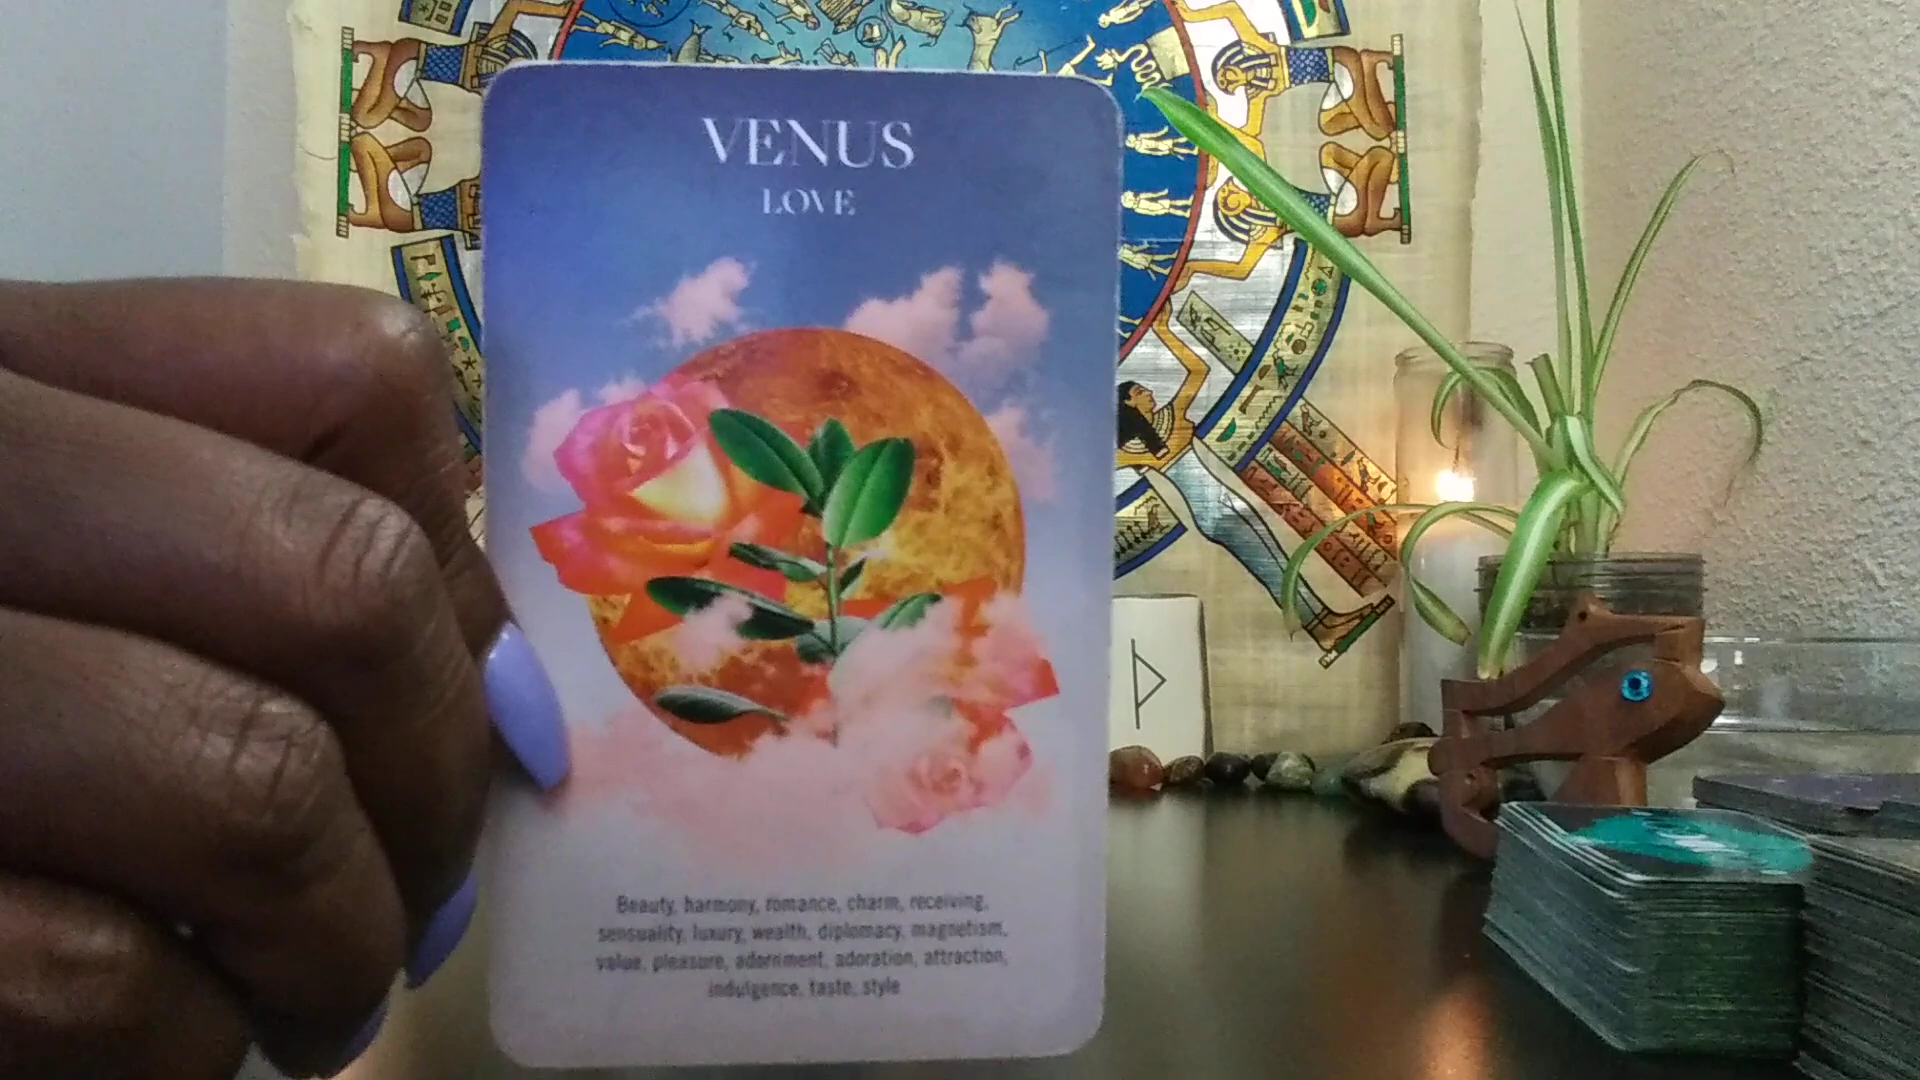 VENUS
LOVE
Beauty, harmony, romance, charm, receiving,
sensuality, luxury, wealth, diplomacy, magnetism,
value, pleasure, adornment, adoration, attraction,
indulgence, taste, style
ᚦ